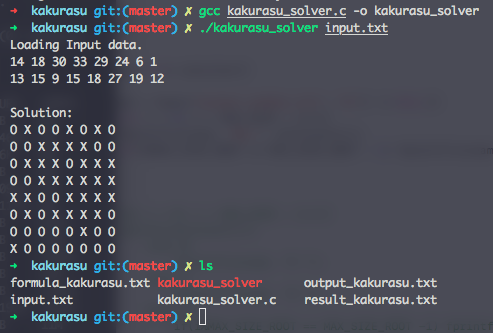 ➜  kakurasu git:(master) ✗ gcc kakurasu_solver.c -o kakurasu_solver
➜  kakurasu git:(master) ✗ ./kakurasu_solver input.txt
Loading Input data.
14 18 30 33 29 24 6 1
13 15 9 15 18 27 19 12
Solution:
O X O O X O X O
O O X X X X O O
O X X X O X X X
O O X X X X X X
X X O O X X X X
O X O X X X X O
O O O O O X O O
X O O O O O O O
➜  kakurasu git:(master) ✗ ls
formula_kakurasu.txt kakurasu_solver output_kakurasu.txt
input.txt kakurasu_solver.c result_kakurasu.txt
➜  kakurasu git:(master) ✗